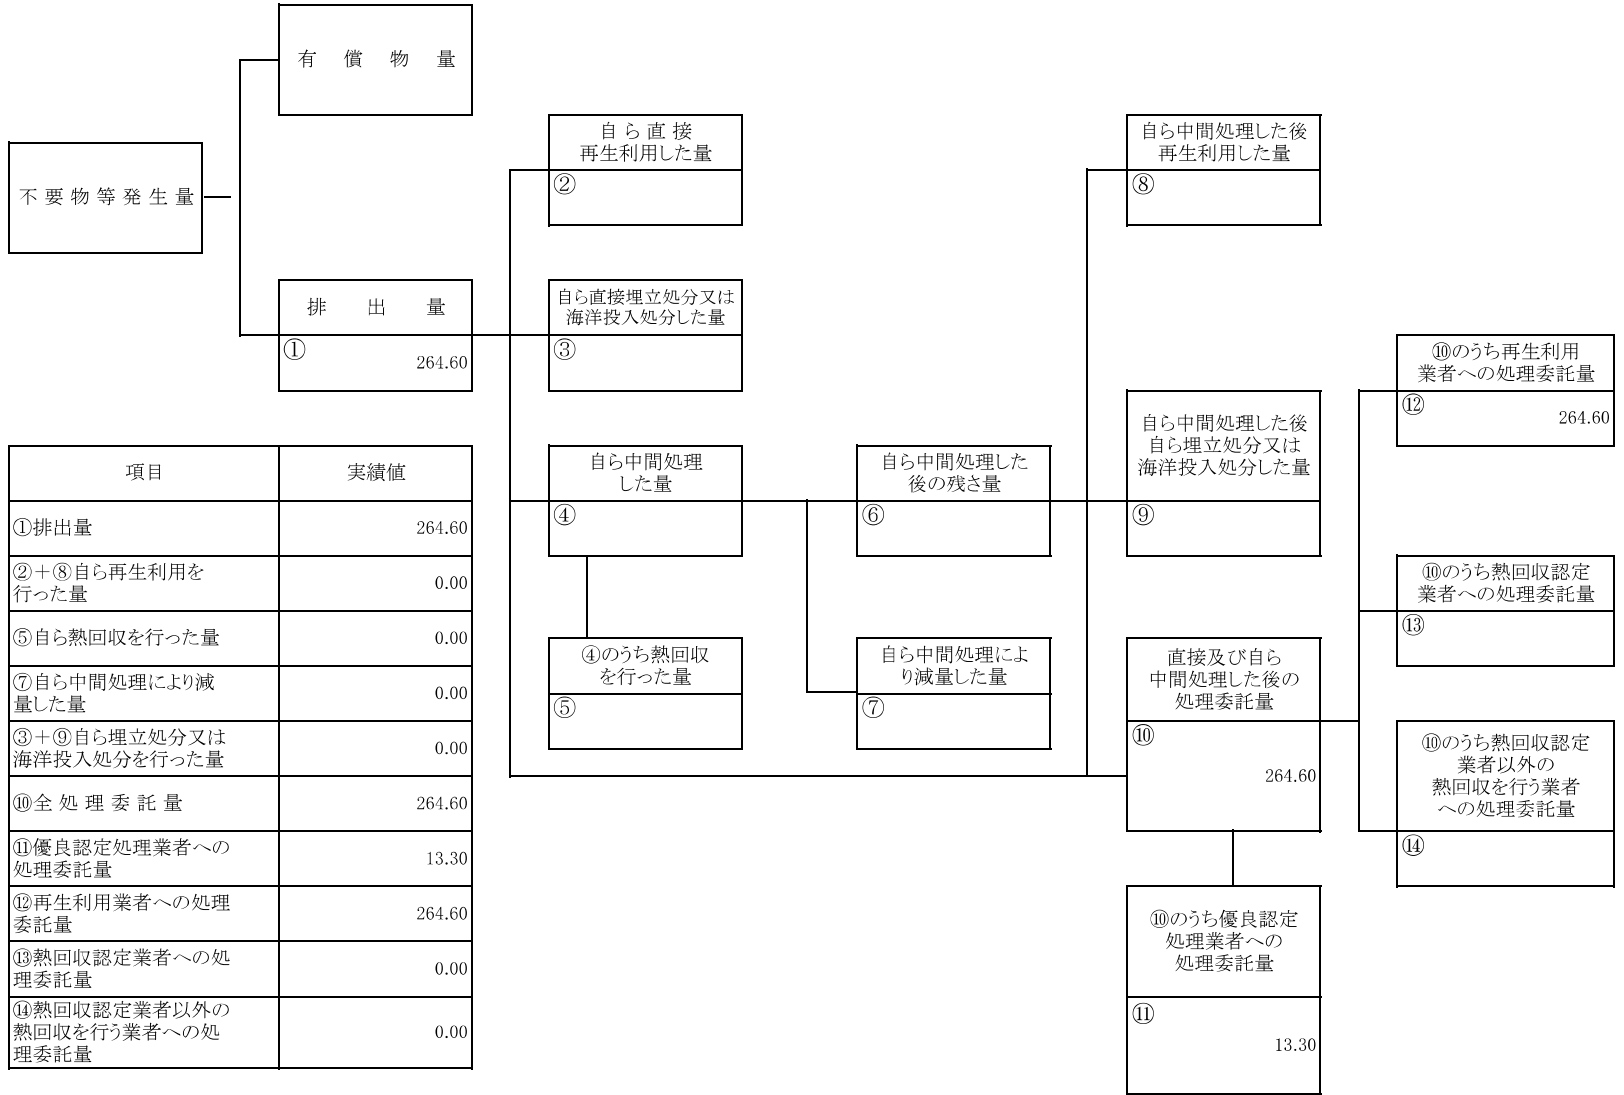 有償物量
不要物等発生量
排出量
①
264.60
自ら直接
再生利用した量
②
自ら直接埋立処分又は
海洋投入処分した量
③
自ら中間処理
した量
④
④のうち熱回収
を行った量
⑤
自ら中間処理した
後の残さ量
⑥
自ら中間処理によ
り減量した量
⑦
自ら中間処理した後
再生利用した量
⑧
自ら中間処理した後
自ら埋立処分又は
海洋投入処分した量
⑨
直接及び自ら
中間処理した後の
処理委託量
⑩
264.60
⑩のうち優良認定
処理業者への
処理委託量
⑪
13.30
⑩のうち再生利用
業者への処理委託量
⑫
264.60
⑩のうち熱回収認定
業者への処理委託量
⑬
⑩のうち熱回収認定
業者以外の
熱回収を行う業者
への処理委託量
⑭
項目 実績値
①排出量 264.60
②＋⑧自ら再生利用を
行った量 0.00
⑤自ら熱回収を行った量 0.00
⑦自ら中間処理により減
量した量 0.00
③＋⑨自ら埋立処分又は
海洋投入処分を行った量 0.00
⑩全処理委託量 264.60
⑪優良認定処理業者への
処理委託量 13.30
⑫再生利用業者への処理
委託量 264.60
⑬熱回収認定業者への処
理委託量 0.00
⑭熱回収認定業者以外の
熱回収を行う業者への処
理委託量 0.00